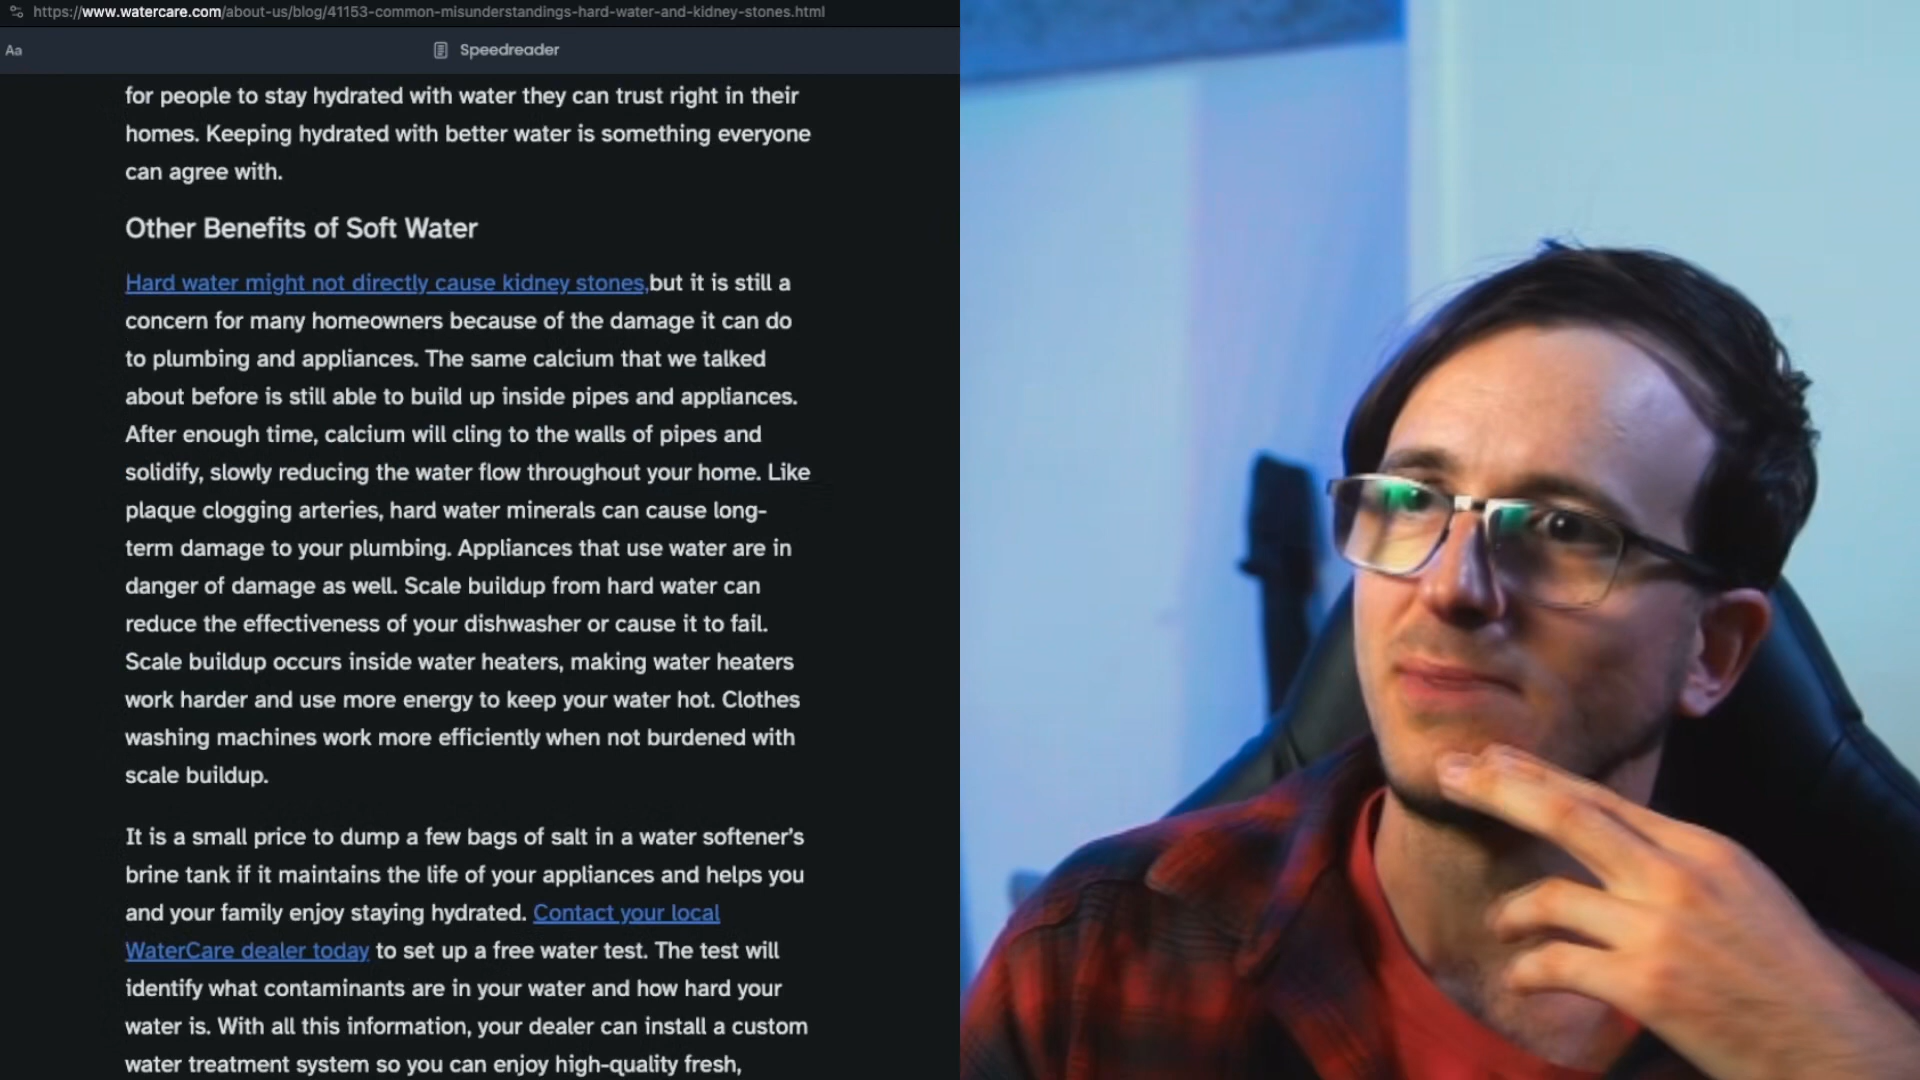 https://www.watercare.com/about-us/blog/41153-common-misunderstandings-hard-water-and-kidney-stones.html
Aa
Speedreader
for people to stay hydrated with water they can trust right in their
homes. Keeping hydrated with better water is something everyone
can agree with.
Other Benefits of Soft Water
Hard water might not directly cause kidney stones,but it is still a
concern for many homeowners because of the damage it can do
to plumbing and appliances. The same calcium that we talked
about before is still able to build up inside pipes and appliances.
After enough time, calcium will cling to the walls of pipes and
solidify, slowly reducing the water flow throughout your home. Like
plaque clogging arteries, hard water minerals can cause long-
term damage to your plumbing. Appliances that use water are in
danger of damage as well. Scale buildup from hard water can
reduce the effectiveness of your dishwasher or cause it to fail.
Scale buildup occurs inside water heaters, making water heaters
work harder and use more energy to keep your water hot. Clothes
washing machines work more efficiently when not burdened with
scale buildup.
It is a small price to dump a few bags of salt in a water softener's
brine tank if it maintains the life of your appliances and helps you
and your family enjoy staying hydrated. Contact your local
WaterCare dealer today to set up a free water test. The test will
identify what contaminants are in your water and how hard your
water is. With all this information, your dealer can install a custom
water treatment system so you can enjoy high-quality fresh,